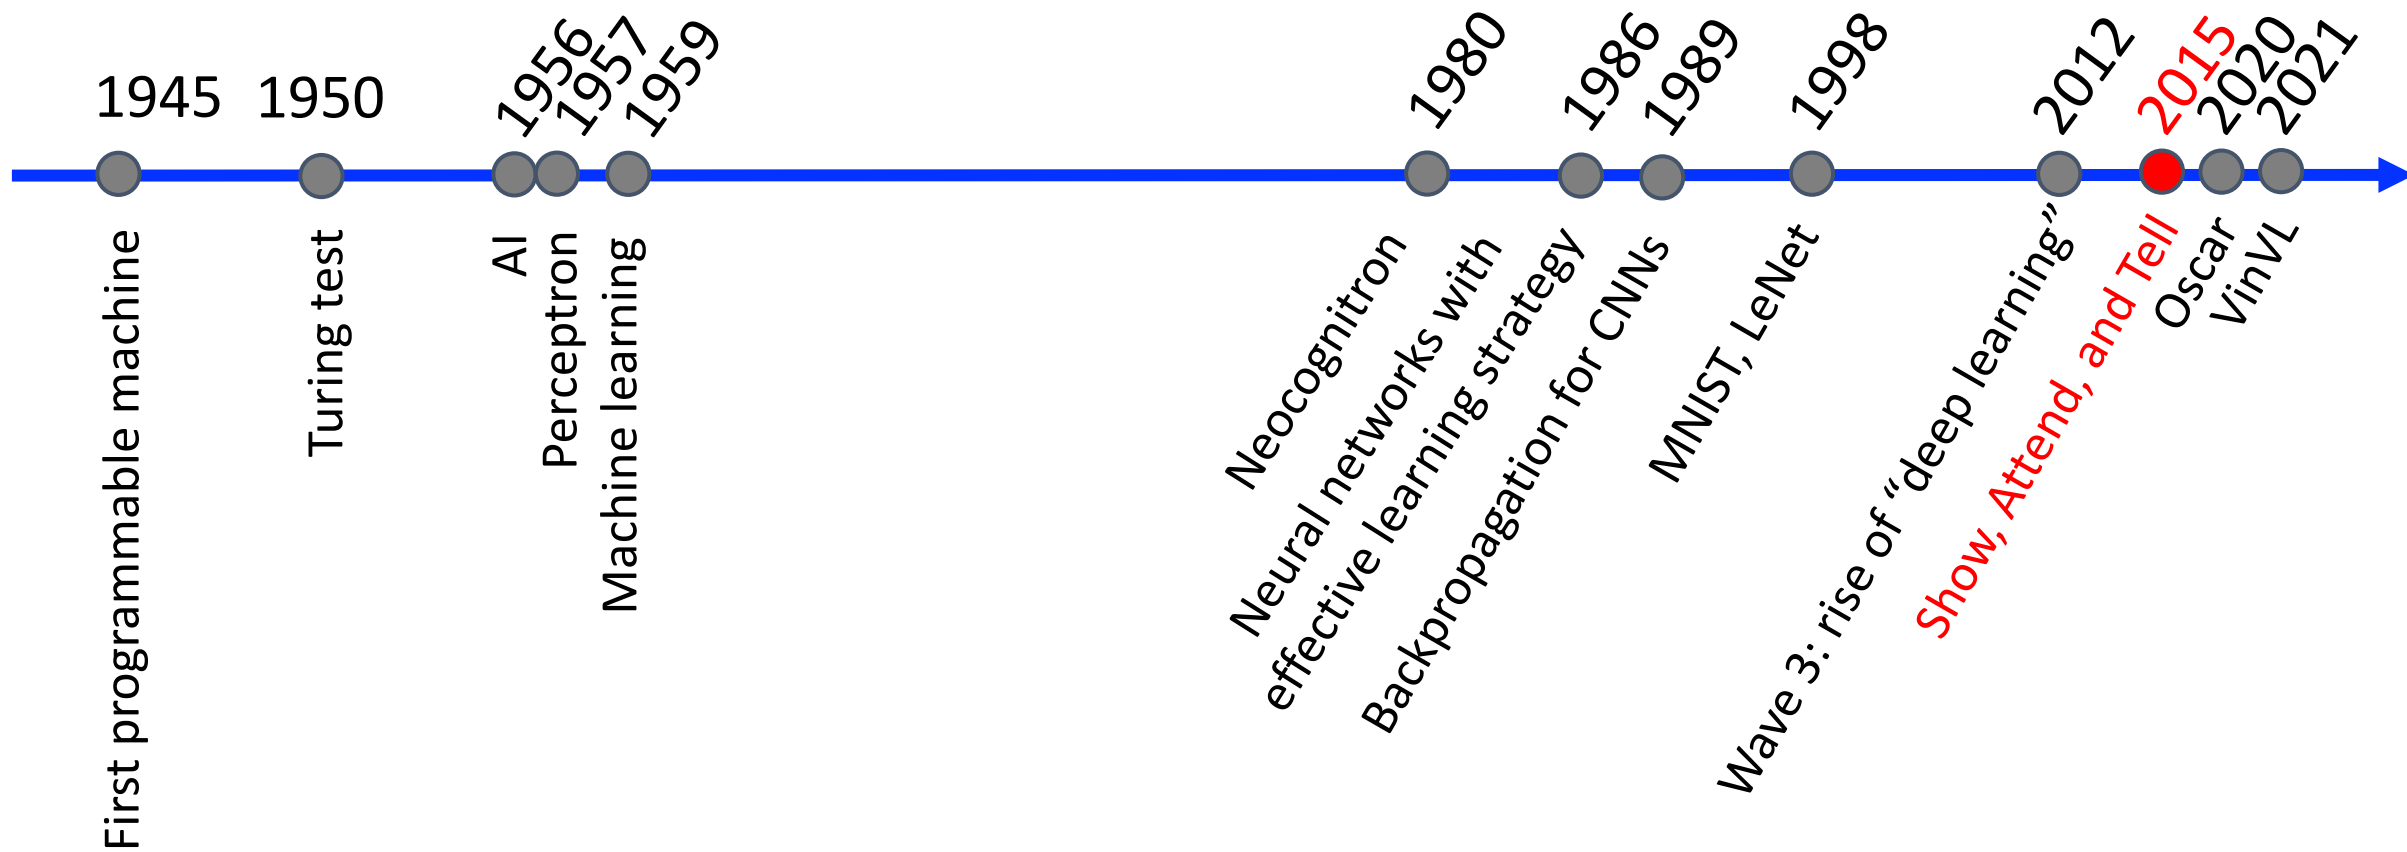 1945
1950
1956
1957
1959
1980
1986
1989
1998
2012
2015
2020
2021
First programmable machine
Turing test
AI
Perceptron
Machine learning
Neocognitron
Neural networks with
effective learning strategy
Backpropagation for CNNs
MNIST, LeNet
Wave 3: rise of “deep learning”
Show, Attend, and Tell
Oscar
VinVL